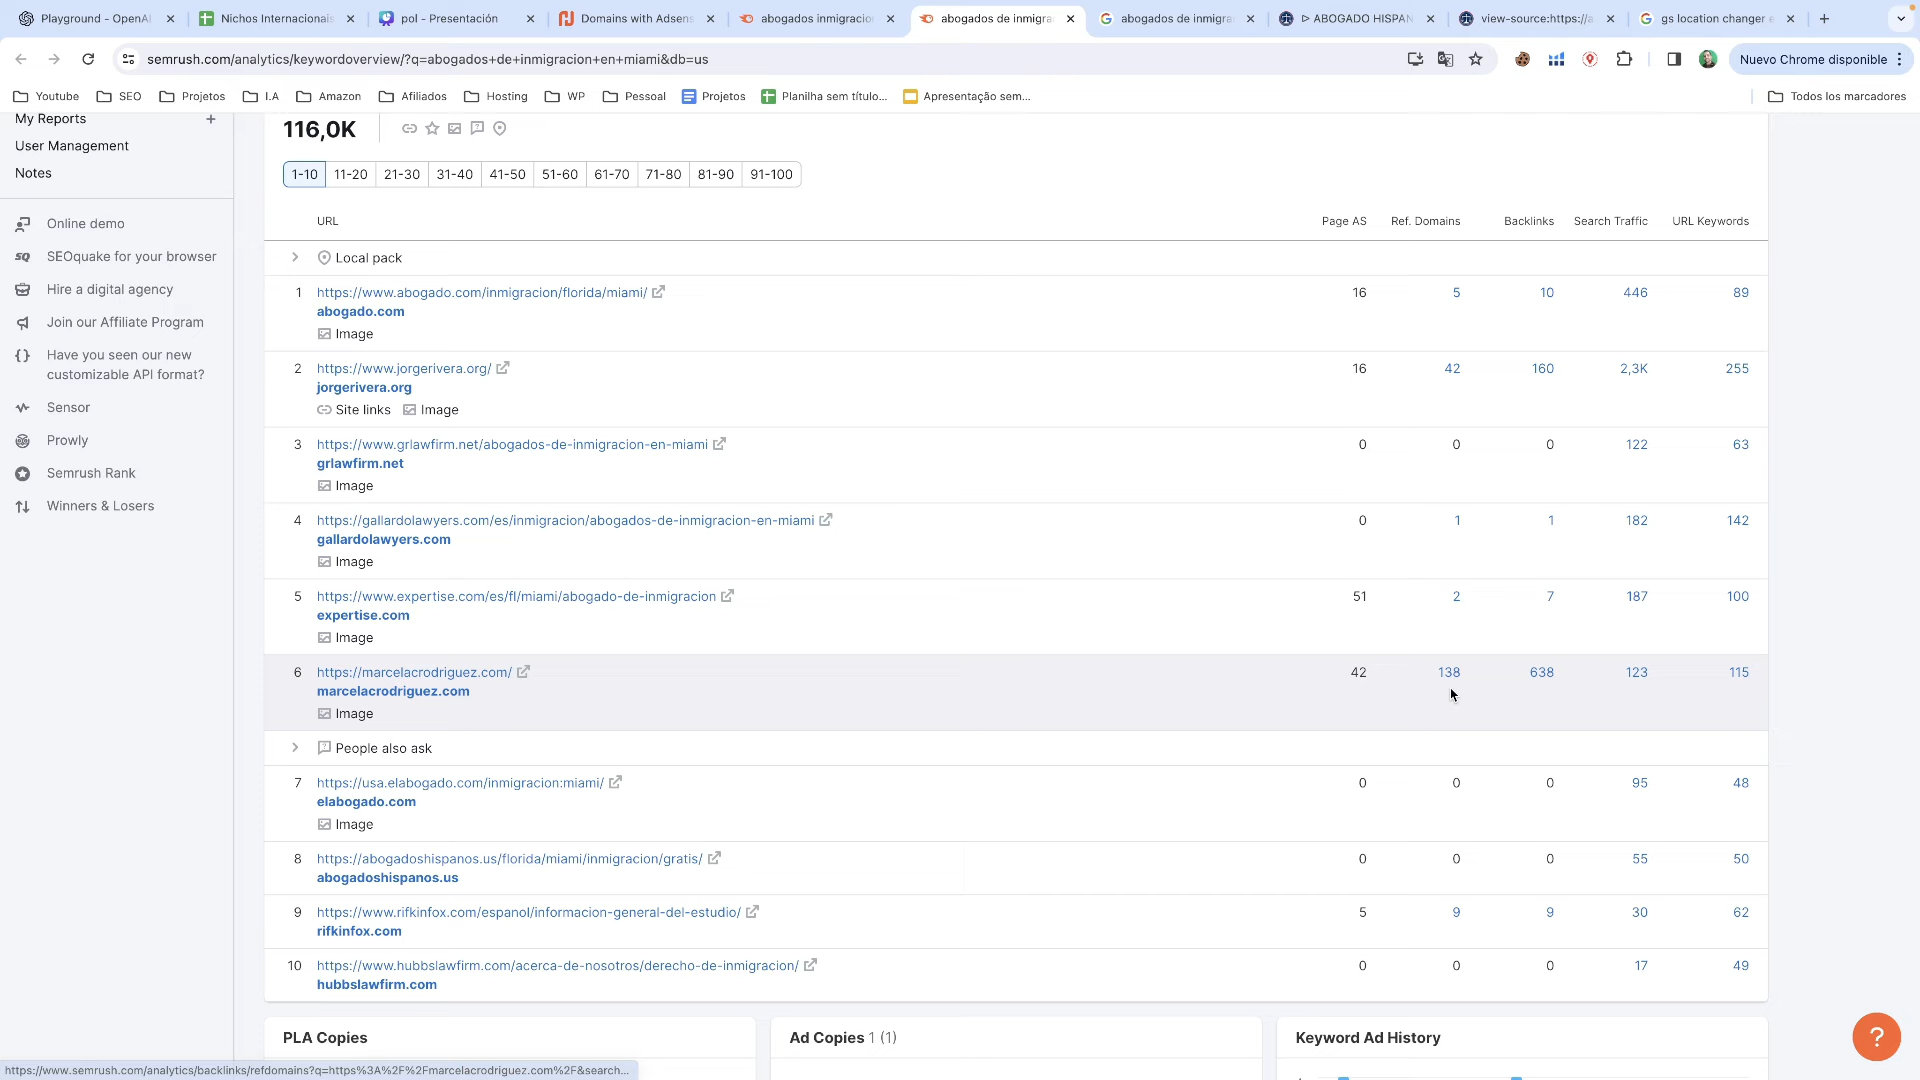 Playground - OpenAI
Nichos Internacionais
pol - Presentación
Domains with Adsens
abogados inmigracion
abogados de inmigra
abogados de inmigra
ᐅ ABOGADO HISPAN
view-source:https://a
gs location changer e
semrush.com/analytics/keywordoverview/?q=abogados+de+inmigracion+en+miami&db=us
Nuevo Chrome disponible
Youtube
SEO
Projetos
I.A
Amazon
Afiliados
Hosting
WP
Pessoal
Projetos
Planilha sem título...
Apresentação sem...
Todos los marcadores
My Reports
+
User Management
Notes
Online demo
SEOquake for your browser
Hire a digital agency
Join our Affiliate Program
Have you seen our new
customizable API format?
Sensor
Prowly
Semrush Rank
Winners & Losers
116,0K
1-10 11-20 21-30 31-40 41-50 51-60 61-70 71-80 81-90 91-100
URL Page AS Ref. Domains Backlinks Search Traffic URL Keywords
Local pack
1 https://www.abogado.com/inmigracion/florida/miami/ 16 5 10 446 89
abogado.com
Image
2 https://www.jorgerivera.org/ 16 42 160 2,3K 255
jorgerivera.org
Site links Image
3 https://www.grlawfirm.net/abogados-de-inmigracion-en-miami 0 0 0 122 63
grlawfirm.net
Image
4 https://gallardolawyers.com/es/inmigracion/abogados-de-inmigracion-en-miami 0 1 1 182 142
gallardolawyers.com
Image
5 https://www.expertise.com/es/fl/miami/abogado-de-inmigracion 51 2 7 187 100
expertise.com
Image
6 https://marcelacrodriguez.com/ 42 138 638 123 115
marcelacrodriguez.com
Image
People also ask
7 https://usa.elabogado.com/inmigracion:miami/ 0 0 0 95 48
elabogado.com
Image
8 https://abogadoshispanos.us/florida/miami/inmigracion/gratis/ 0 0 0 55 50
abogadoshispanos.us
9 https://www.rifkinfox.com/espanol/informacion-general-del-estudio/ 5 9 9 30 62
rifkinfox.com
10 https://www.hubbslawfirm.com/acerca-de-nosotros/derecho-de-inmigracion/ 0 0 0 17 49
hubbslawfirm.com
PLA Copies
Ad Copies 1 (1)
Keyword Ad History
?
https://www.semrush.com/analytics/backlinks/refdomains?q=https%3A%2F%2Fmarcelacrodriguez.com%2F&search...